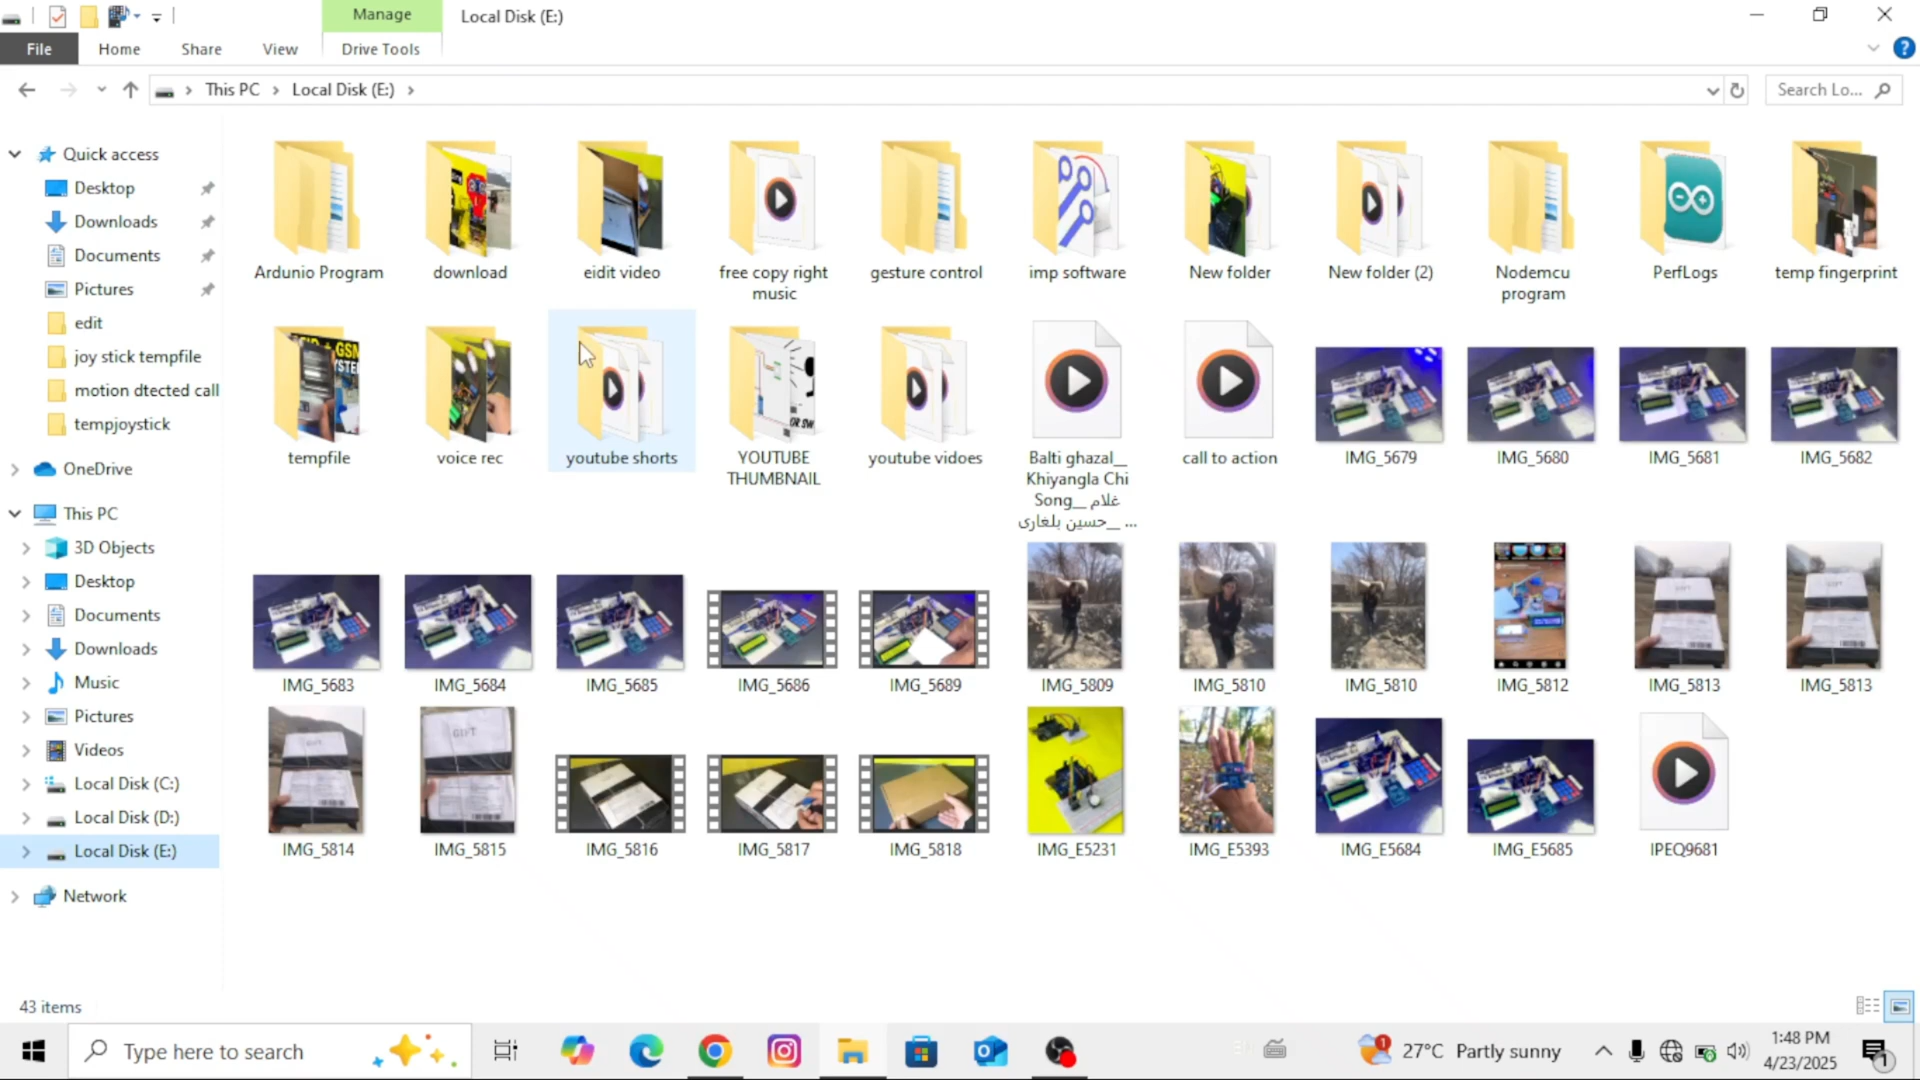 Manage
Local Disk (E:)
File
Home
Share
View
Drive Tools
This PC
Local Disk (E:)
Search Lo...
Quick access
Desktop
Downloads
Documents
Pictures
edit
joy stick tempfile
motion dtected call
tempjoystick
OneDrive
This PC
3D Objects
Desktop
Documents
Downloads
Music
Pictures
Videos
Local Disk (C:)
Local Disk (D:)
Local Disk (E:)
Network
Ardunio Program
download
eidit video
free copy right
music
gesture control
imp software
New folder
New folder (2)
Nodemcu
program
PerfLogs
temp fingerprint
tempfile
voice rec
youtube shorts
YOUTUBE
THUMBNAIL
youtube vidoes
Balti ghazal__
Khiyangla Chi
Song__ غلام
حسین بلغاری__ ...
call to action
IMG_5679
IMG_5680
IMG_5681
IMG_5682
IMG_5683
IMG_5684
IMG_5685
IMG_5686
IMG_5689
IMG_5809
IMG_5810
IMG_5810
IMG_5812
IMG_5813
IMG_5813
IMG_5814
IMG_5815
IMG_5816
IMG_5817
IMG_5818
IMG_E5231
IMG_E5393
IMG_E5684
IMG_E5685
IPEQ9681
43 items
Type here to search
27°C Partly sunny
1:48 PM
4/23/2025